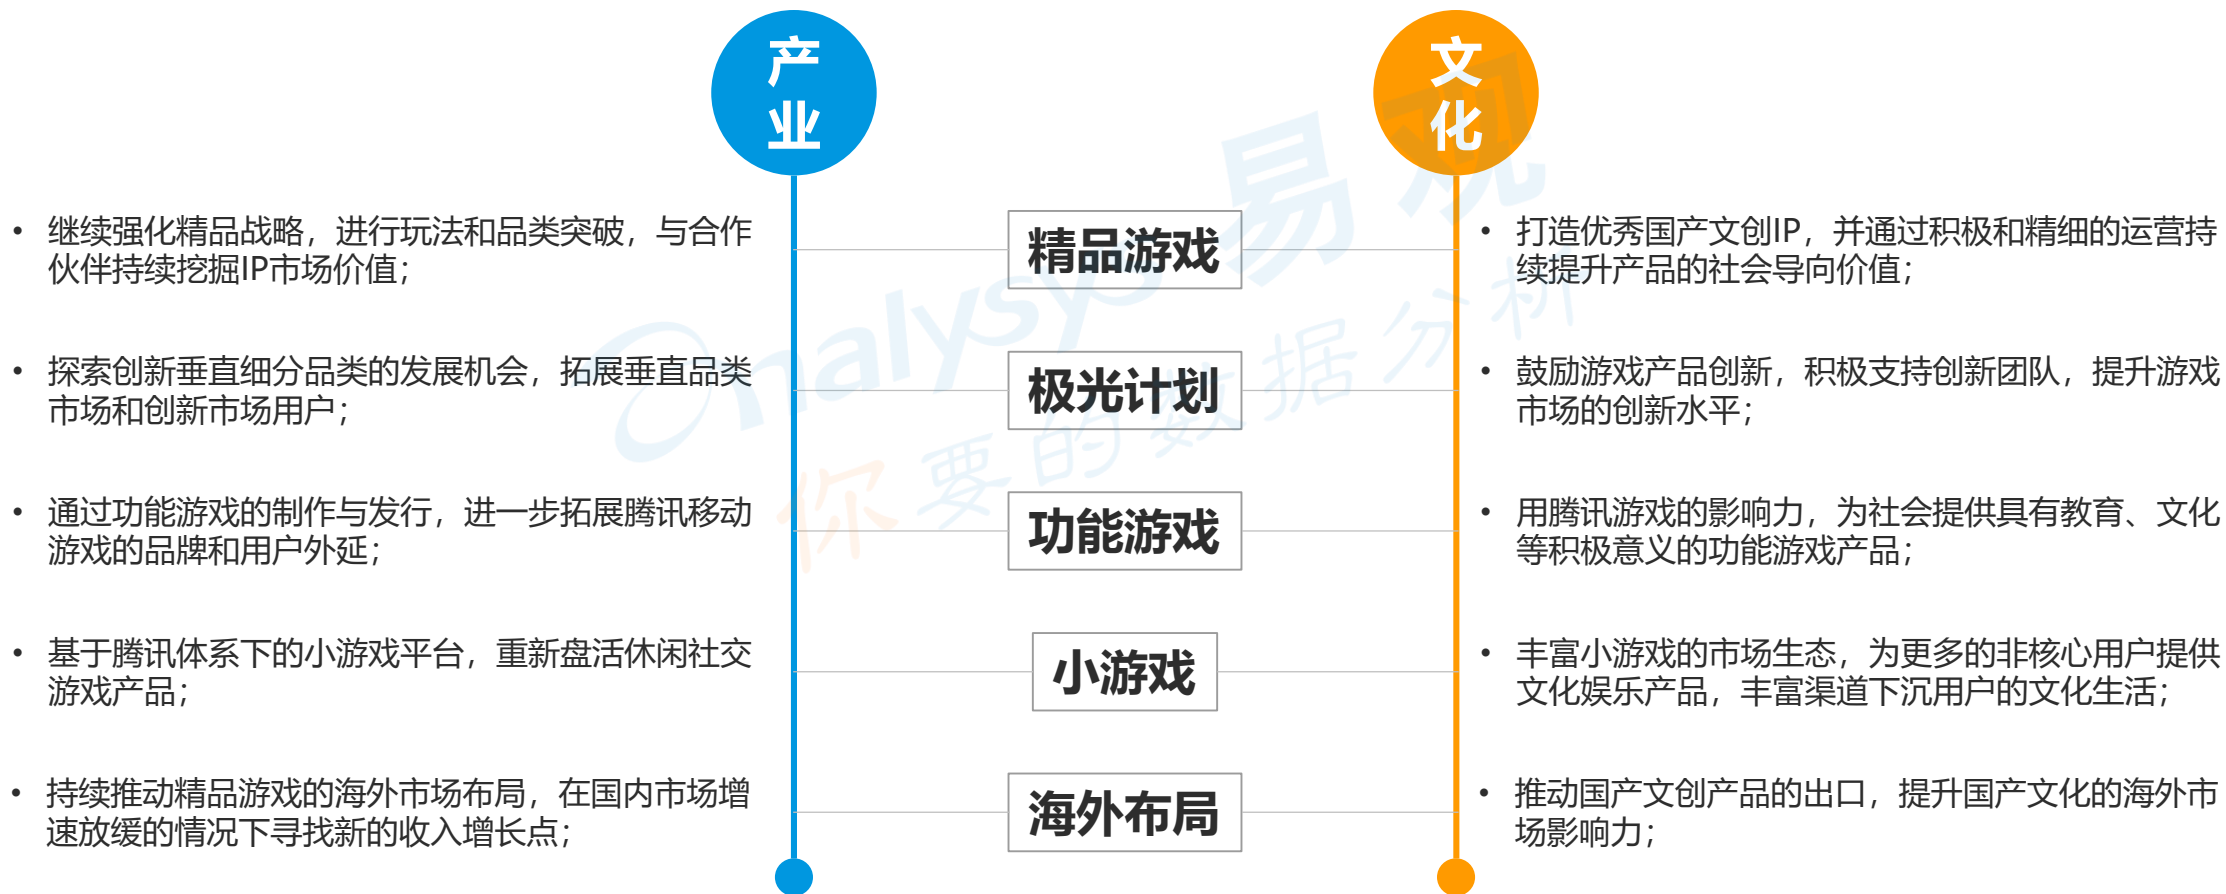 产
业
文
化
• 继续强化精品战略，进行玩法和品类突破，与合作
伙伴持续挖掘IP市场价值；
精品游戏
• 打造优秀国产文创IP，并通过积极和精细的运营持
续提升产品的社会导向价值；
• 探索创新垂直细分品类的发展机会，拓展垂直品类
市场和创新市场用户；
极光计划
• 鼓励游戏产品创新，积极支持创新团队，提升游戏
市场的创新水平；
• 通过功能游戏的制作与发行，进一步拓展腾讯移动
游戏的品牌和用户外延；
功能游戏
• 用腾讯游戏的影响力，为社会提供具有教育、文化
等积极意义的功能游戏产品；
• 基于腾讯体系下的小游戏平台，重新盘活休闲社交
游戏产品；
小游戏
• 丰富小游戏的市场生态，为更多的非核心用户提供
文化娱乐产品，丰富渠道下沉用户的文化生活；
• 持续推动精品游戏的海外市场布局，在国内市场增
速放缓的情况下寻找新的收入增长点；
海外布局
• 推动国产文创产品的出口，提升国产文化的海外市
场影响力；
analysys易观
你要的数据分析